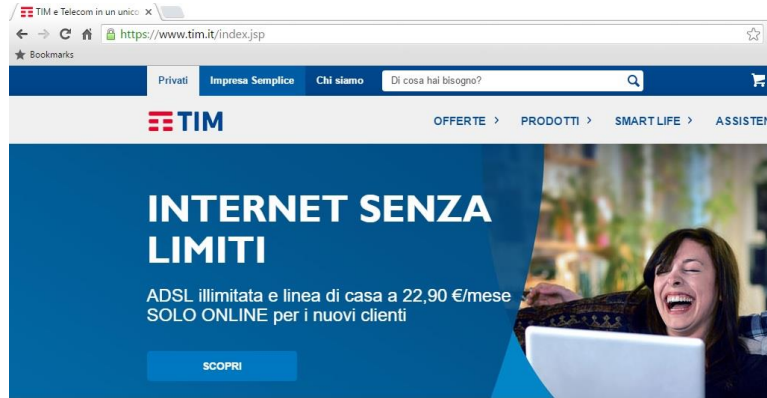 TIM e Telecom in un unico
https://www.tim.it/index.jsp
Bookmarks
Privati Impresa Semplice Chi siamo Di cosa hai bisogno?
TIM OFFERTE > PRODOTTI > SMART LIFE > ASSISTEN
INTERNET SENZA
LIMITI
ADSL illimitata e linea di casa a 22,90 €/mese
SOLO ONLINE per i nuovi clienti
SCOPRI